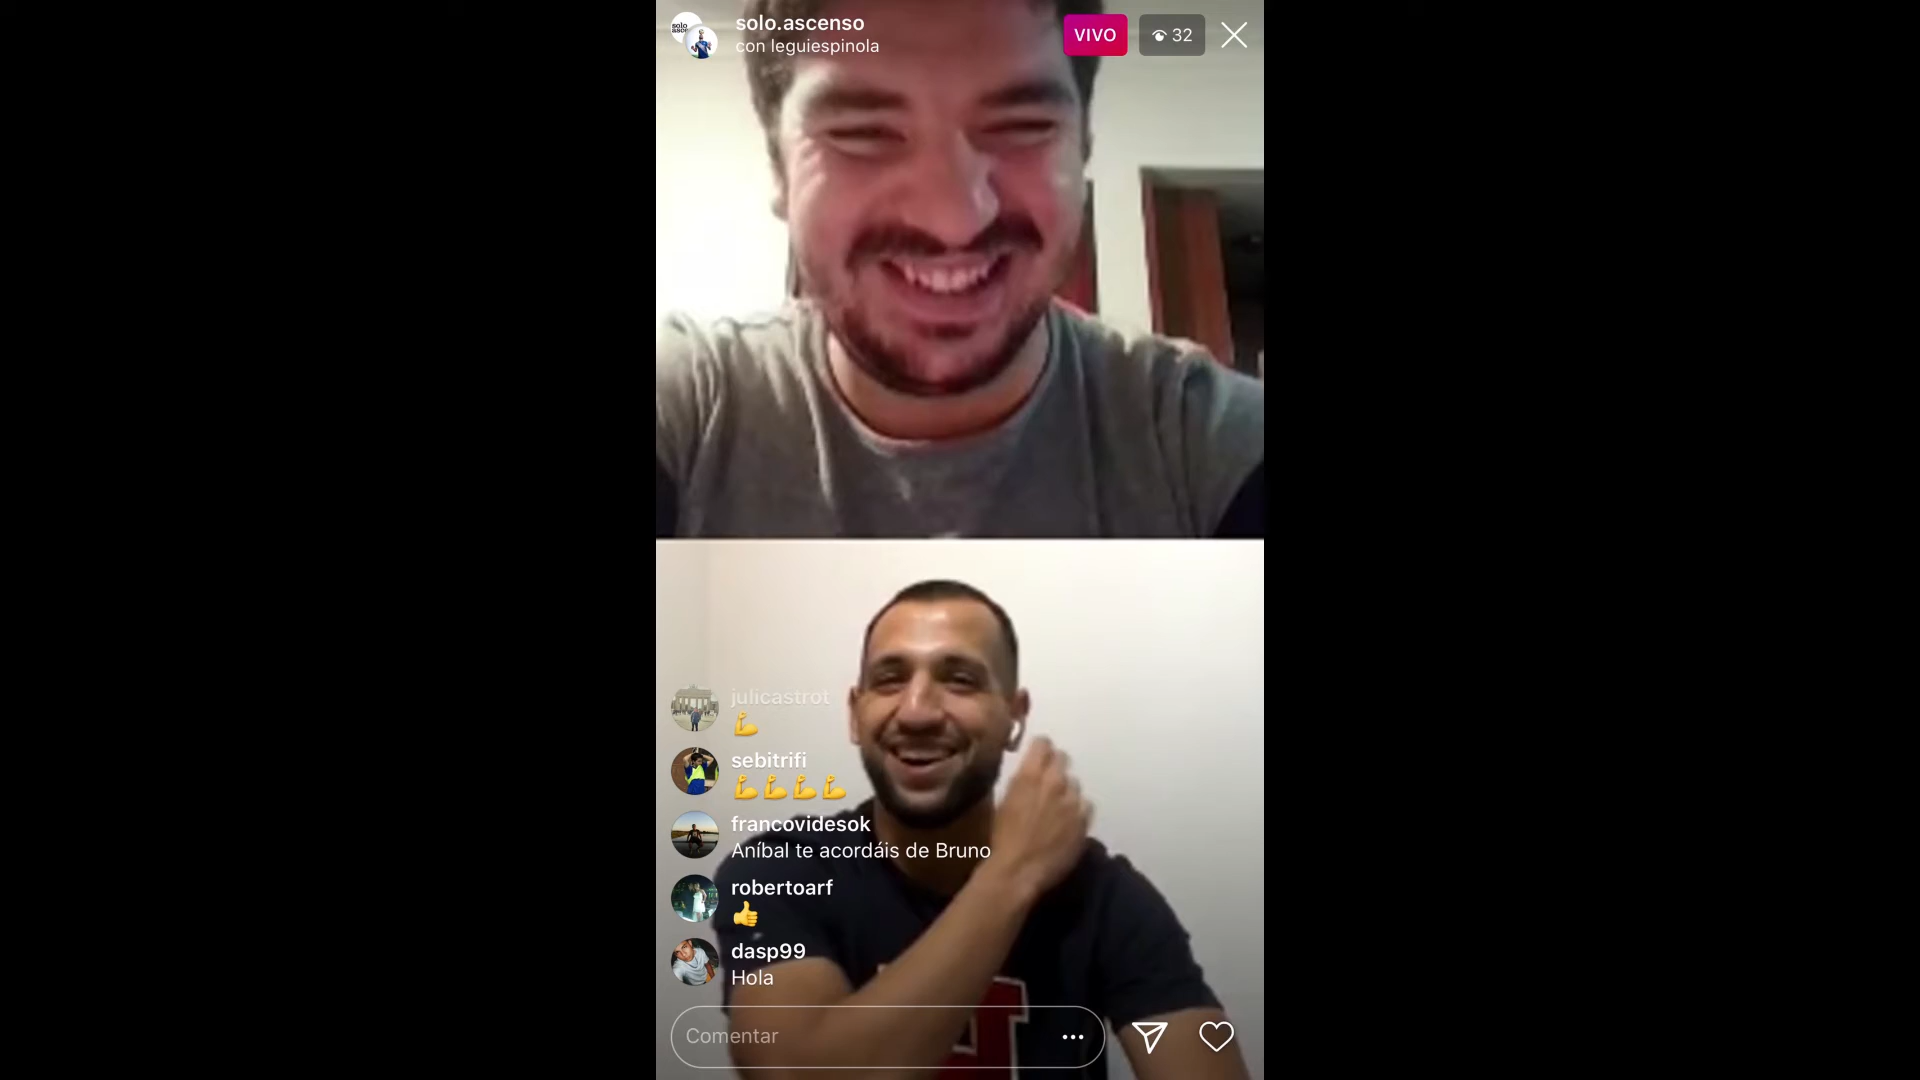 solo.ascenso
con leguiespinola
VIVO
32
julicastrot
💪
sebitrifi
💪💪💪💪
francovidesok
Aníbal te acordáis de Bruno
robertoarf
👍
dasp99
Hola
Comentar